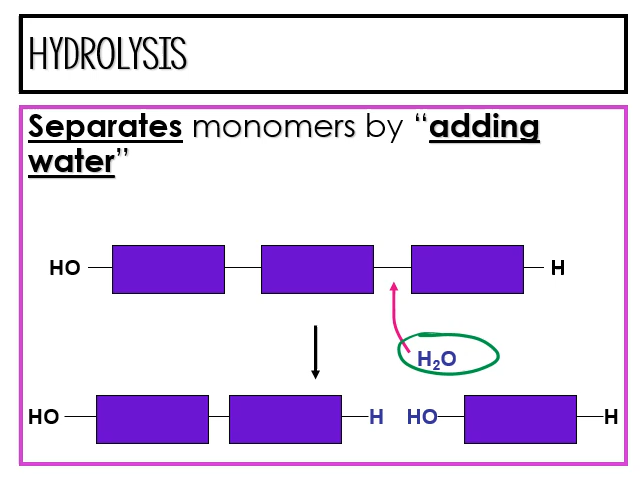 HYDROLYSIS
Separates monomers by “adding
water”
HO H
H₂O
HO H HO H